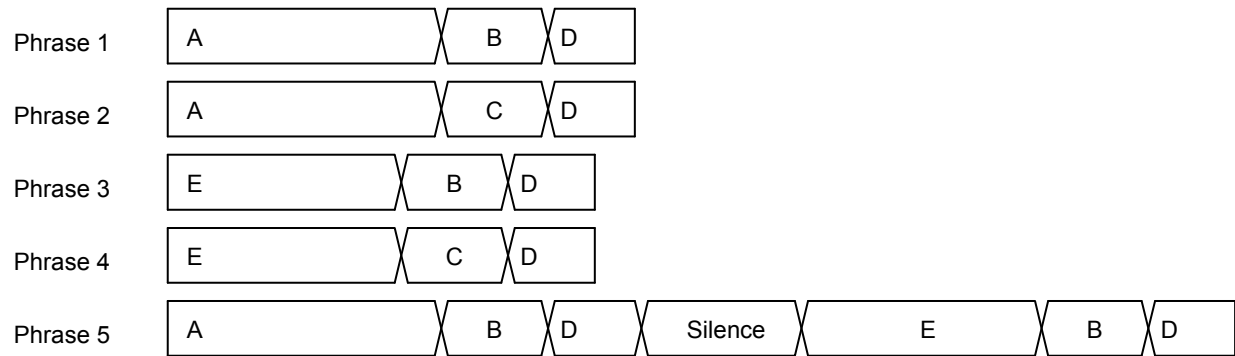 Phrase 1 A B D
Phrase 2 A C D
Phrase 3 E B D
Phrase 4 E C D
Phrase 5 A B D Silence E B D